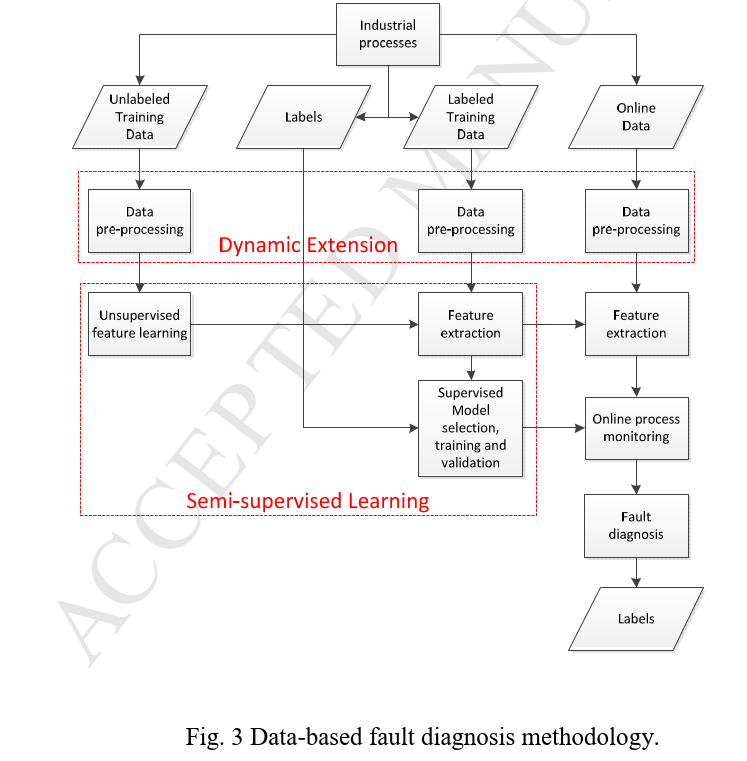 Industrial
processes
Unlabeled
Training
Data
Labels
Labeled
Training
Data
Online
Data
Data
pre-processing
Data
pre-processing
Data
pre-processing
Dynamic Extension
Unsupervised
feature learning
Feature
extraction
Feature
extraction
Supervised
Model
selection,
training and
validation
Online process
monitoring
Semi-supervised Learning
Fault
diagnosis
Labels
ACCEPTED MANU
Fig. 3 Data-based fault diagnosis methodology.